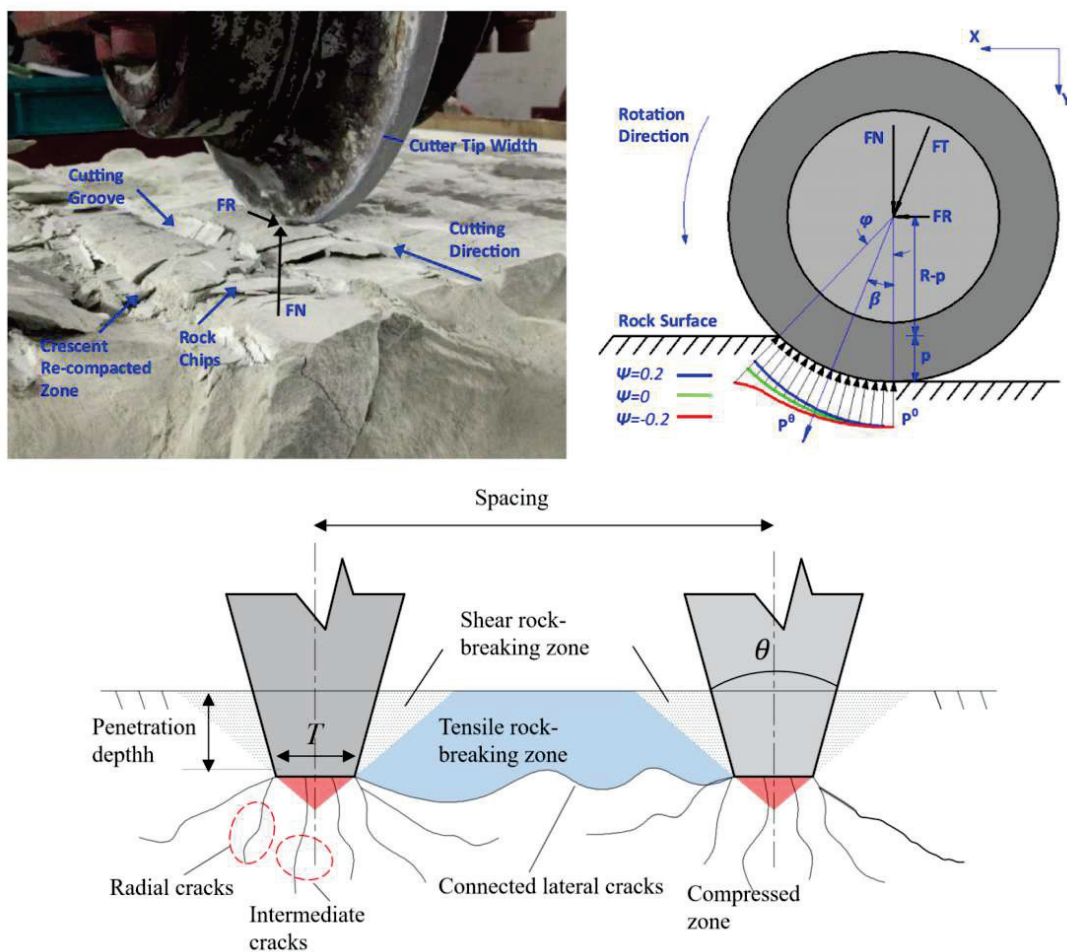 Cutter Tip Width
Cutting
Groove
FR
Cutting
Direction
FN
Rock
Chips
Crescent
Re-compacted
Zone
X
Y
Rotation
Direction
FN
FT
FR
φ
R-p
β
Rock Surface
p
Ψ=0.2
Ψ=0
Ψ=-0.2
Pθ
P0
Spacing
Shear rock-
breaking zone
θ
Penetration
depthh
T
Tensile rock-
breaking zone
Radial cracks
Intermediate
cracks
Connected lateral cracks
Compressed
zone